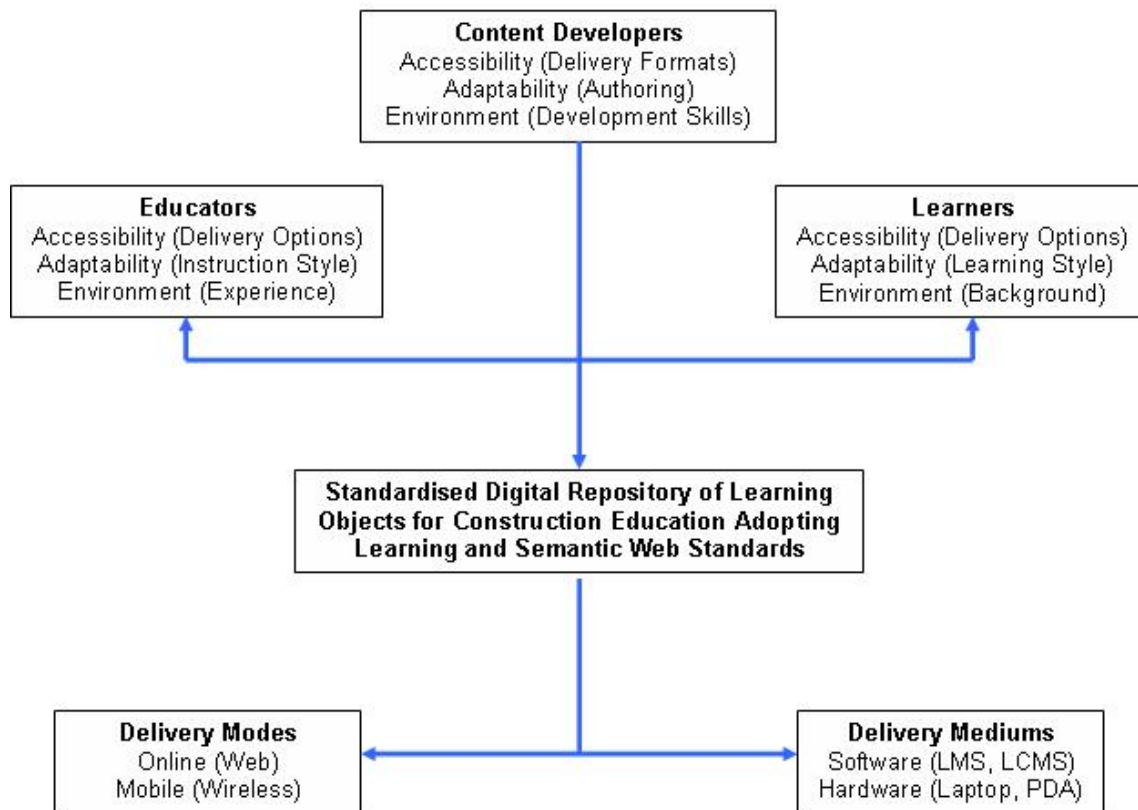 Content Developers
Accessibility (Delivery Formats)
Adaptability (Authoring)
Environment (Development Skills)
Educators
Accessibility (Delivery Options)
Adaptability (Instruction Style)
Environment (Experience)
Learners
Accessibility (Delivery Options)
Adaptability (Learning Style)
Environment (Background)
Standardised Digital Repository of Learning
Objects for Construction Education Adopting
Learning and Semantic Web Standards
Delivery Modes
Online (Web)
Mobile (Wireless)
Delivery Mediums
Software (LMS, LCMS)
Hardware (Laptop, PDA)